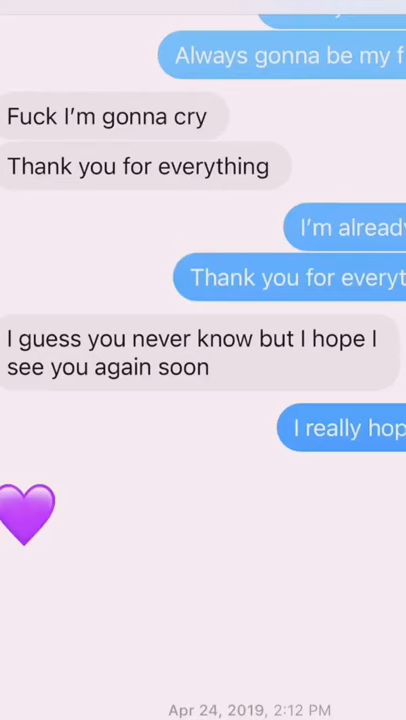 Always gonna be my f
Fuck I'm gonna cry
Thank you for everything
I'm already
Thank you for everyt
I guess you never know but I hope I
see you again soon
I really hop
Apr 24, 2019, 2:12 PM